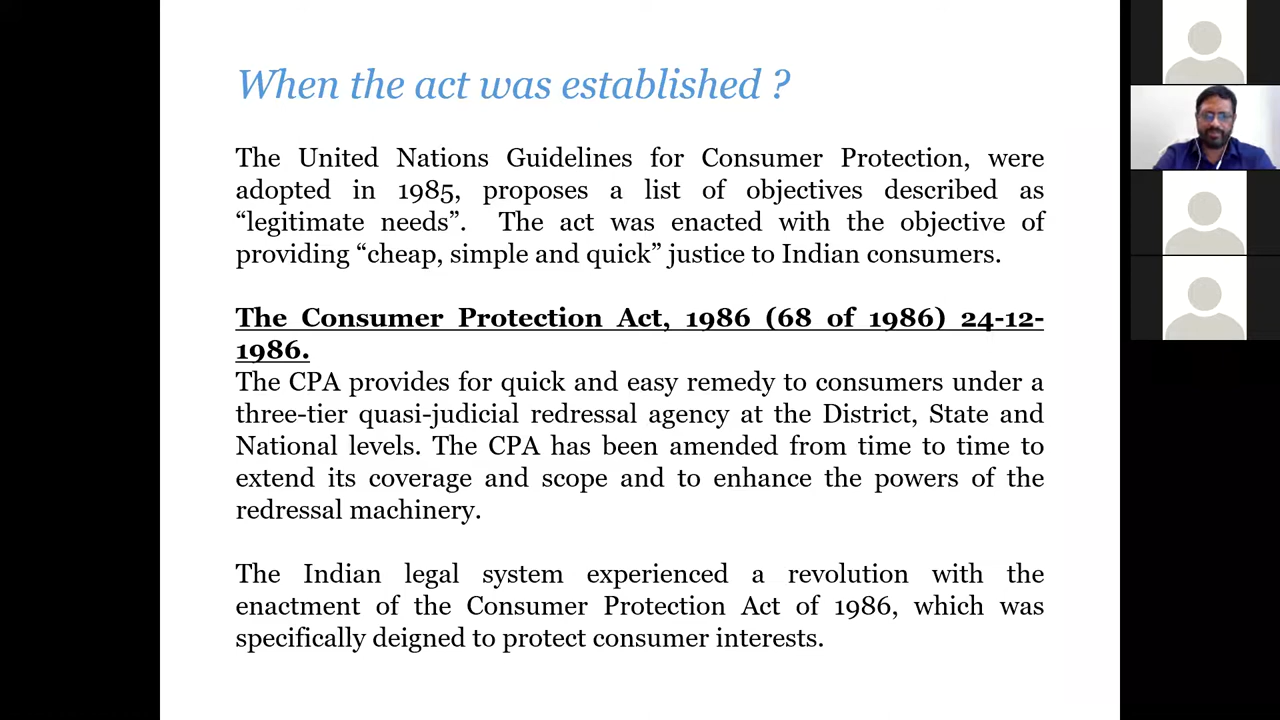 When the act was established ?
The United Nations Guidelines for Consumer Protection, were
adopted in 1985, proposes a list of objectives described as
“legitimate needs”. The act was enacted with the objective of
providing “cheap, simple and quick” justice to Indian consumers.
The Consumer Protection Act, 1986 (68 of 1986) 24-12-
1986.
The CPA provides for quick and easy remedy to consumers under a
three-tier quasi-judicial redressal agency at the District, State and
National levels. The CPA has been amended from time to time to
extend its coverage and scope and to enhance the powers of the
redressal machinery.
The Indian legal system experienced a revolution with the
enactment of the Consumer Protection Act of 1986, which was
specifically deigned to protect consumer interests.